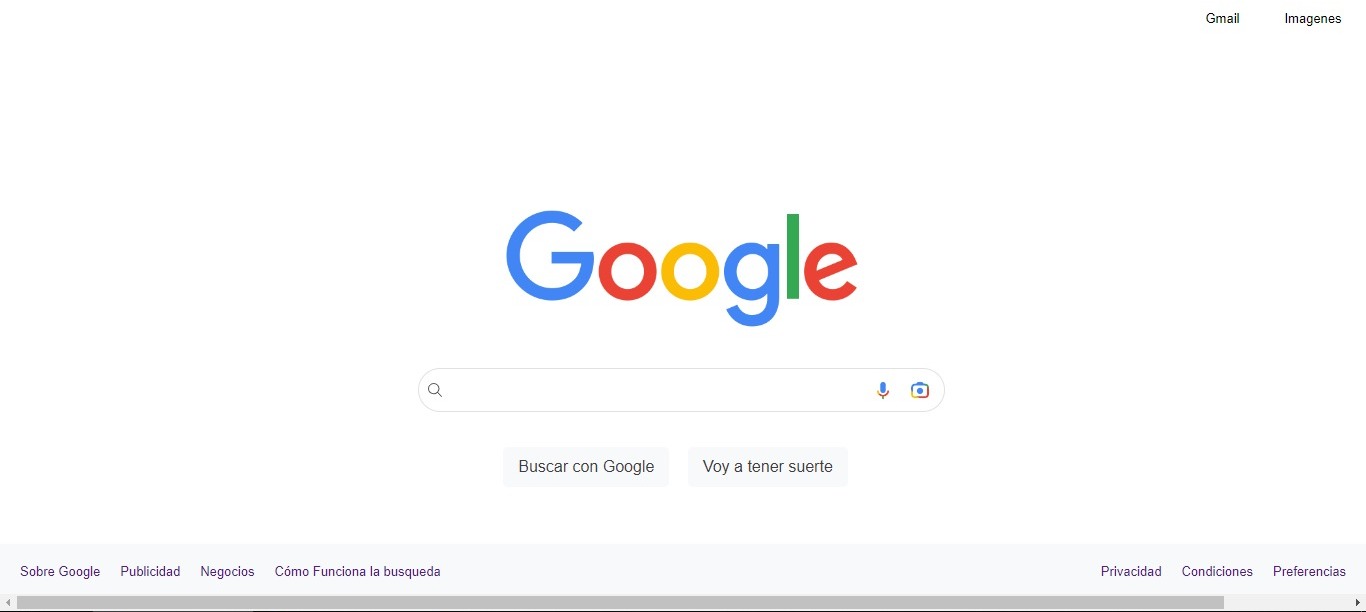 Gmail Imagenes
Google
Buscar con Google Voy a tener suerte
Sobre Google Publicidad Negocios Cómo Funciona la busqueda Privacidad Condiciones Preferencias